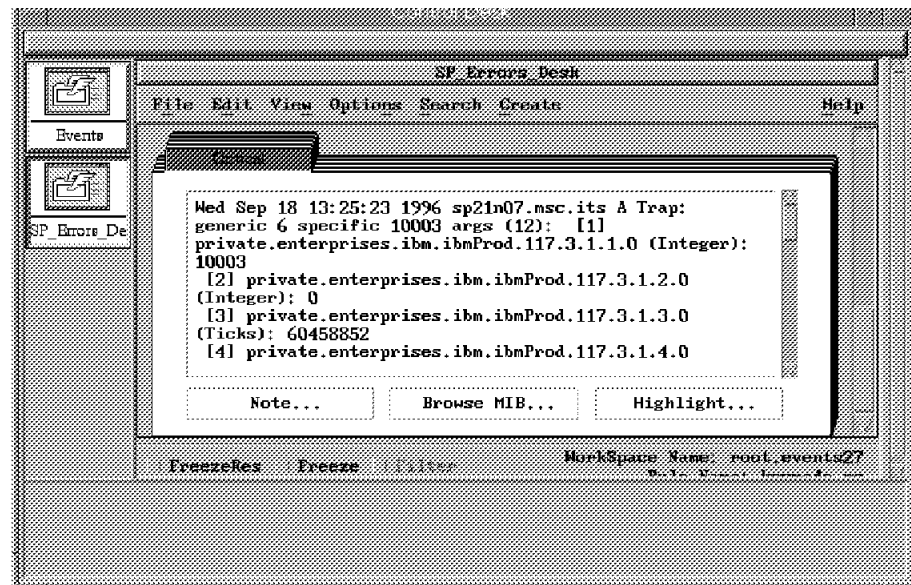 Control Desk
SP_Errors_Desk
File Edit View Options Search Create Help
Events
SP_Errors_De
Critical
Wed Sep 18 13:25:23 1996 sp21n07.msc.its A Trap:
generic 6 specific 10003 args (12):  [1]
private.enterprises.ibm.ibmProd.117.3.1.1.0 (Integer):
10003
[2] private.enterprises.ibm.ibmProd.117.3.1.2.0
(Integer): 0
[3] private.enterprises.ibm.ibmProd.117.3.1.3.0
(Ticks): 60458852
[4] private.enterprises.ibm.ibmProd.117.3.1.4.0
Note... Browse MIB... Highlight...
FreezeRes Freeze Filter
WorkSpace Name: root.events27